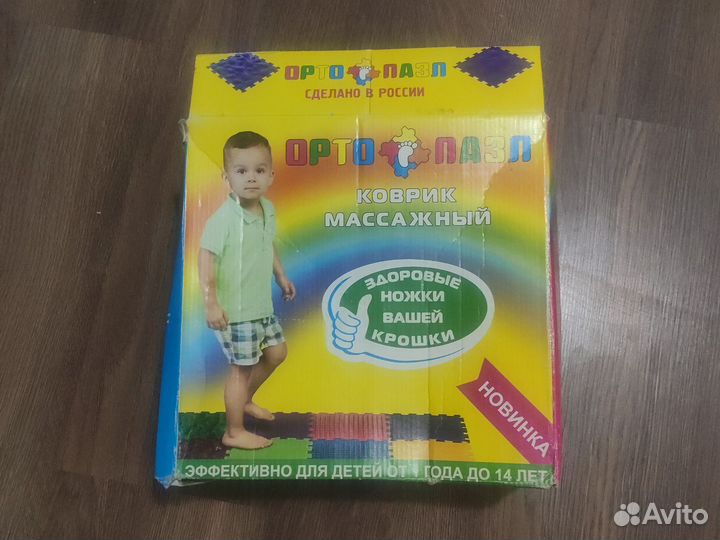 ОРТО ПАЗЛ
СДЕЛАНО В РОССИИ
ОРТО ПАЗЛ
КОВРИК
МАССАЖНЫЙ
ЗДОРОВЫЕ
НОЖКИ
ВАШЕЙ
КРОШКИ
НОВИНКА
ЭФФЕКТИВНО ДЛЯ ДЕТЕЙ ОТ ГОДА ДО 14 ЛЕТ
Avito